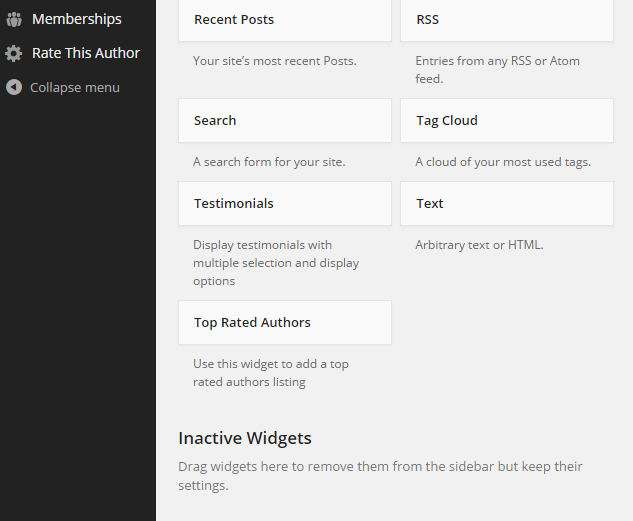 Memberships
Rate This Author
Collapse menu
Recent Posts
Your site's most recent Posts.
RSS
Entries from any RSS or Atom
feed.
Search
A search form for your site.
Tag Cloud
A cloud of your most used tags.
Testimonials
Display testimonials with
multiple selection and display
options
Text
Arbitrary text or HTML.
Top Rated Authors
Use this widget to add a top
rated authors listing
Inactive Widgets
Drag widgets here to remove them from the sidebar but keep their
settings.